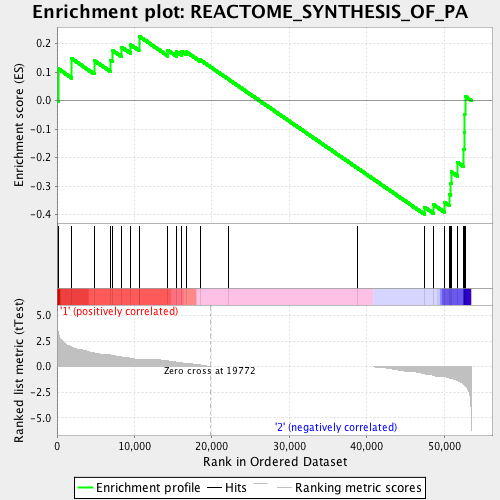 Enrichment plot: REACTOME_SYNTHESIS_OF_PA
Enrichment score (ES)
0.2
0.1
0.0
-0.1
-0.2
-0.3
-0.4
'1' (positively correlated)
Ranked list metric (tTest)
5.0
2.5
0.0
-2.5
-5.0
Zero cross at 19772
'2' (negatively correlated)
0 10,000 20,000 30,000 40,000 50,000
Rank in Ordered Dataset
Enrichment profile Hits Ranking metric scores